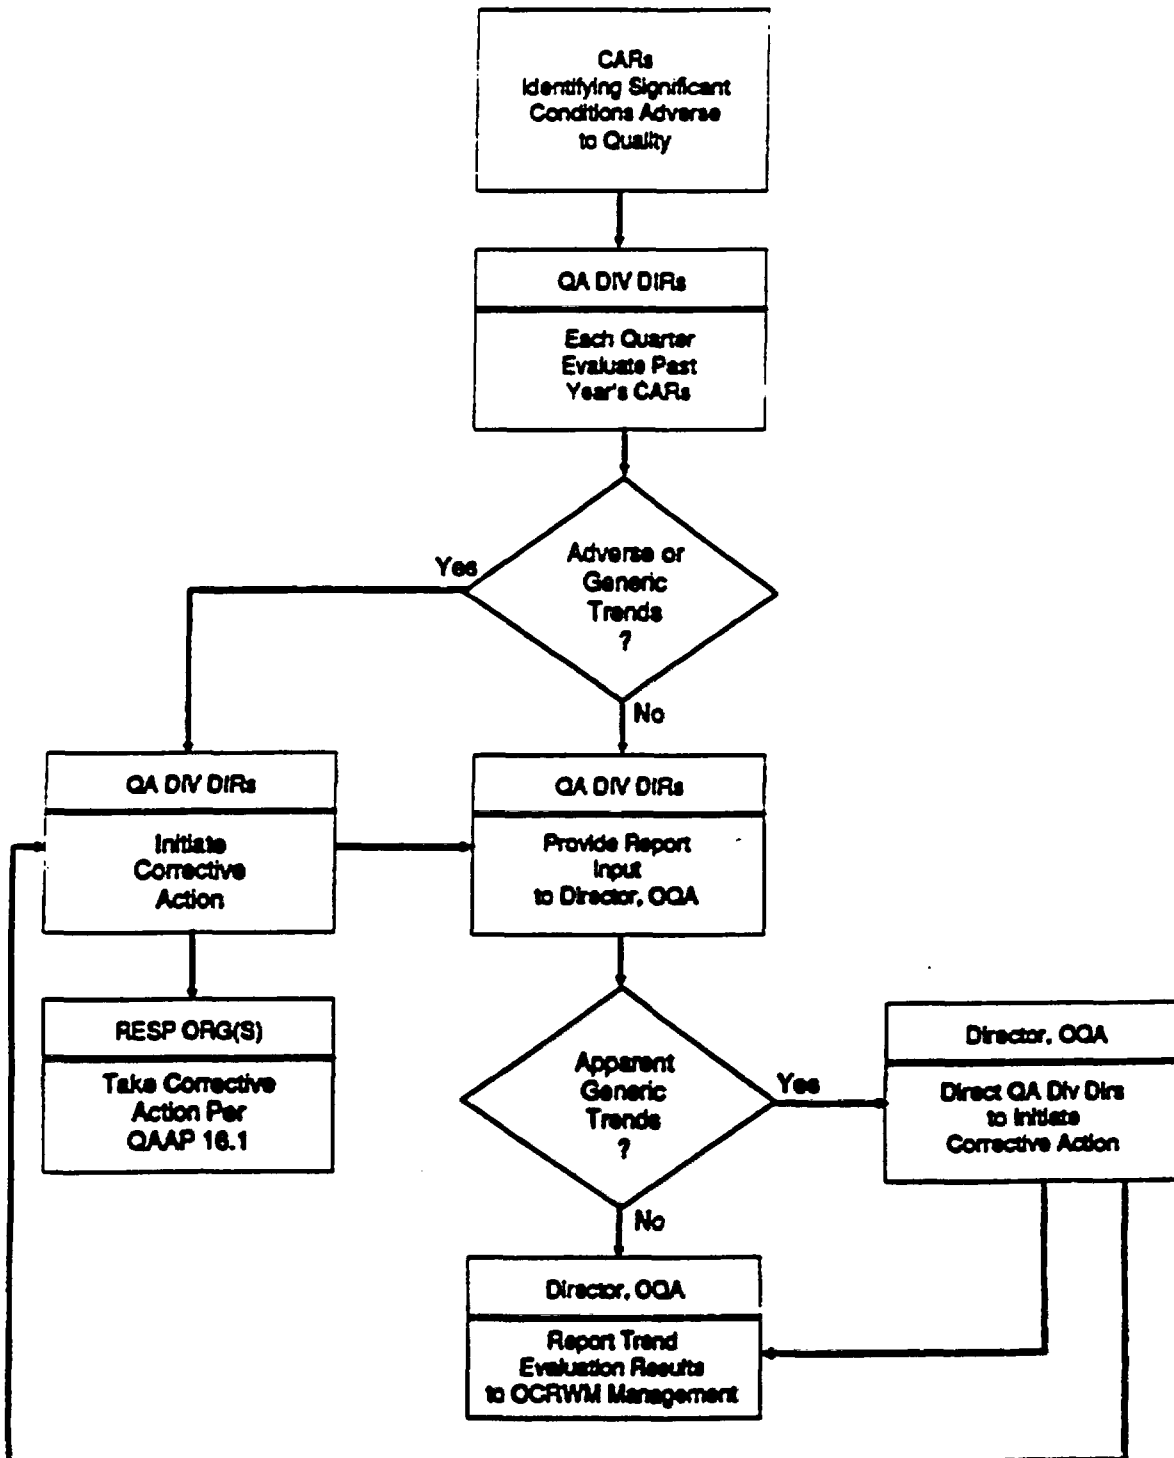 CARs
Identifying Significant
Conditions Adverse
to Quality
QA DIV DIRs
Each Quarter
Evaluate Past
Year's CARs
Adverse or
Generic
Trends
?
Yes
No
QA DIV DIRs
Initiate
Corrective
Action
QA DIV DIRs
Provide Report
Input
to Director, OQA
RESP ORG(S)
Take Corrective
Action Per
QAAP 16.1
Apparent
Generic
Trends
?
Yes
No
Director, OQA
Direct QA Div Dirs
to Initiate
Corrective Action
Director, OQA
Report Trend
Evaluation Results
to OCRWM Management